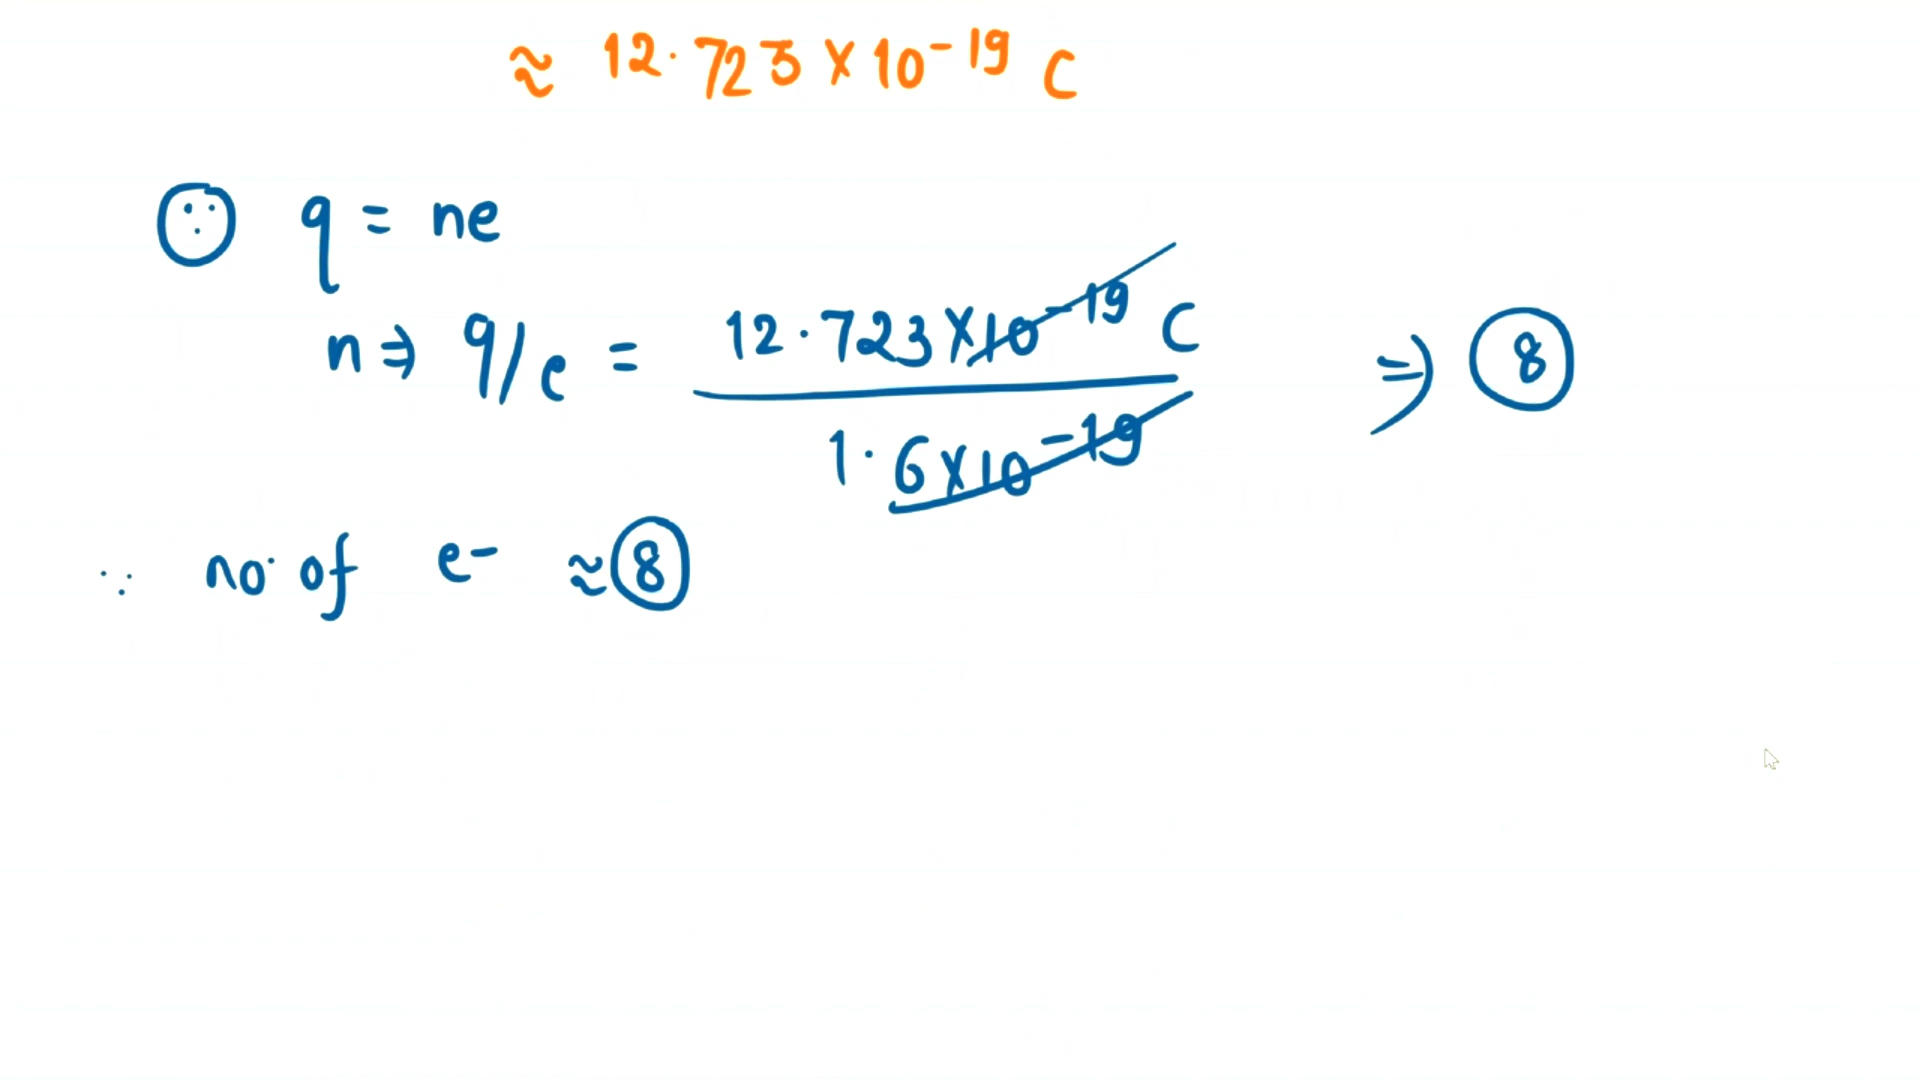 ≈ 12.723 × 10⁻¹⁹ C
∵ q = ne
n ⇒ q/e = 12.723×10⁻¹⁹ C / 1.6×10⁻¹⁹ ⇒ 8
∵ no. of e- ≈ 8